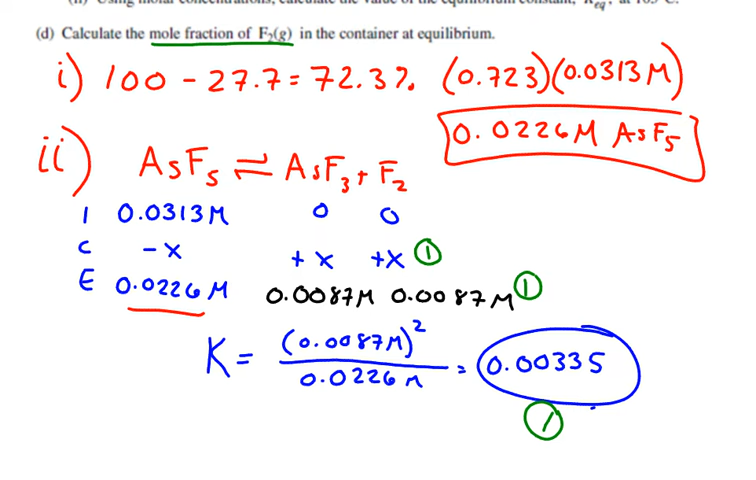 (d) Calculate the mole fraction of F₂(g) in the container at equilibrium.
i) 100 - 27.7 = 72.3% (0.723)(0.0313M)
0.0226M AsF₅
ii) AsF₅ ⇌ AsF₃ + F₂
I 0.0313M 0 0
C -x +x +x 1
E 0.0226M 0.0087M 0.0087M 1
K = (0.0087M)² / 0.0226M = 0.00335
1